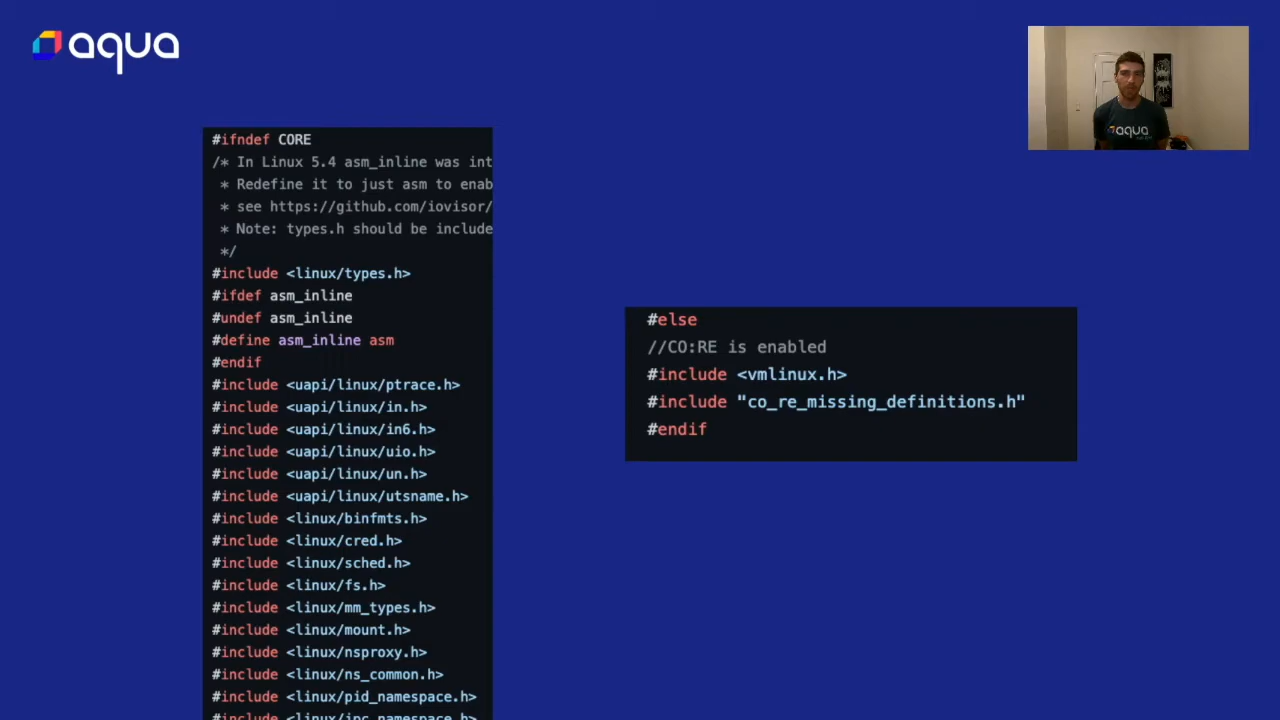 aqua
#ifndef CORE
/* In Linux 5.4 asm_inline was int
* Redefine it to just asm to enab
* see https://github.com/iovisor/
* Note: types.h should be include
*/
#include <linux/types.h>
#ifdef asm_inline
#undef asm_inline
#define asm_inline asm
#endif
#include <uapi/linux/ptrace.h>
#include <uapi/linux/in.h>
#include <uapi/linux/in6.h>
#include <uapi/linux/uio.h>
#include <uapi/linux/un.h>
#include <uapi/linux/utsname.h>
#include <linux/binfmts.h>
#include <linux/cred.h>
#include <linux/sched.h>
#include <linux/fs.h>
#include <linux/mm_types.h>
#include <linux/mount.h>
#include <linux/nsproxy.h>
#include <linux/ns_common.h>
#include <linux/pid_namespace.h>
#include <linux/ipc_namespace.h>
#else
//CO:RE is enabled
#include <vmlinux.h>
#include "co_re_missing_definitions.h"
#endif
aqua